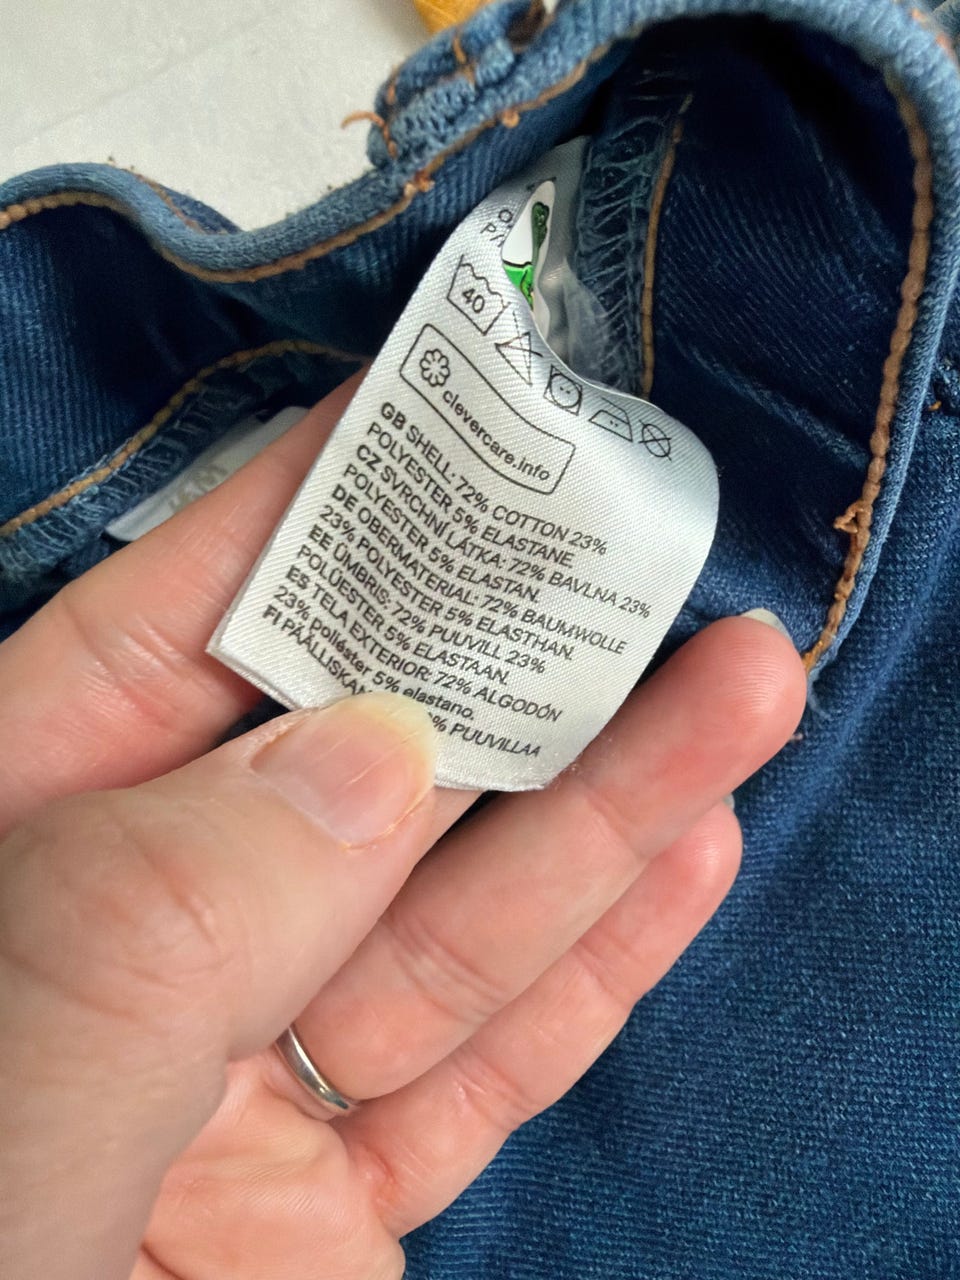 40
clevercare.info
GB SHELL: 72% COTTON 23%
POLYESTER 5% ELASTANE
CZ SVRCHNÍ LÁTKA: 72% BAVLNA 23%
POLYESTER 5% ELASTAN.
DE OBERMATERIAL: 72% BAUMWOLLE
23% POLYESTER 5% ELASTHAN.
EE ÜMBRIS: 72% PUUVILL 23%
POLÜESTER 5% ELASTAAN.
ES TELA EXTERIOR: 72% ALGODÓN
23% poliéster 5% elastano.
FI PUUVILLAA